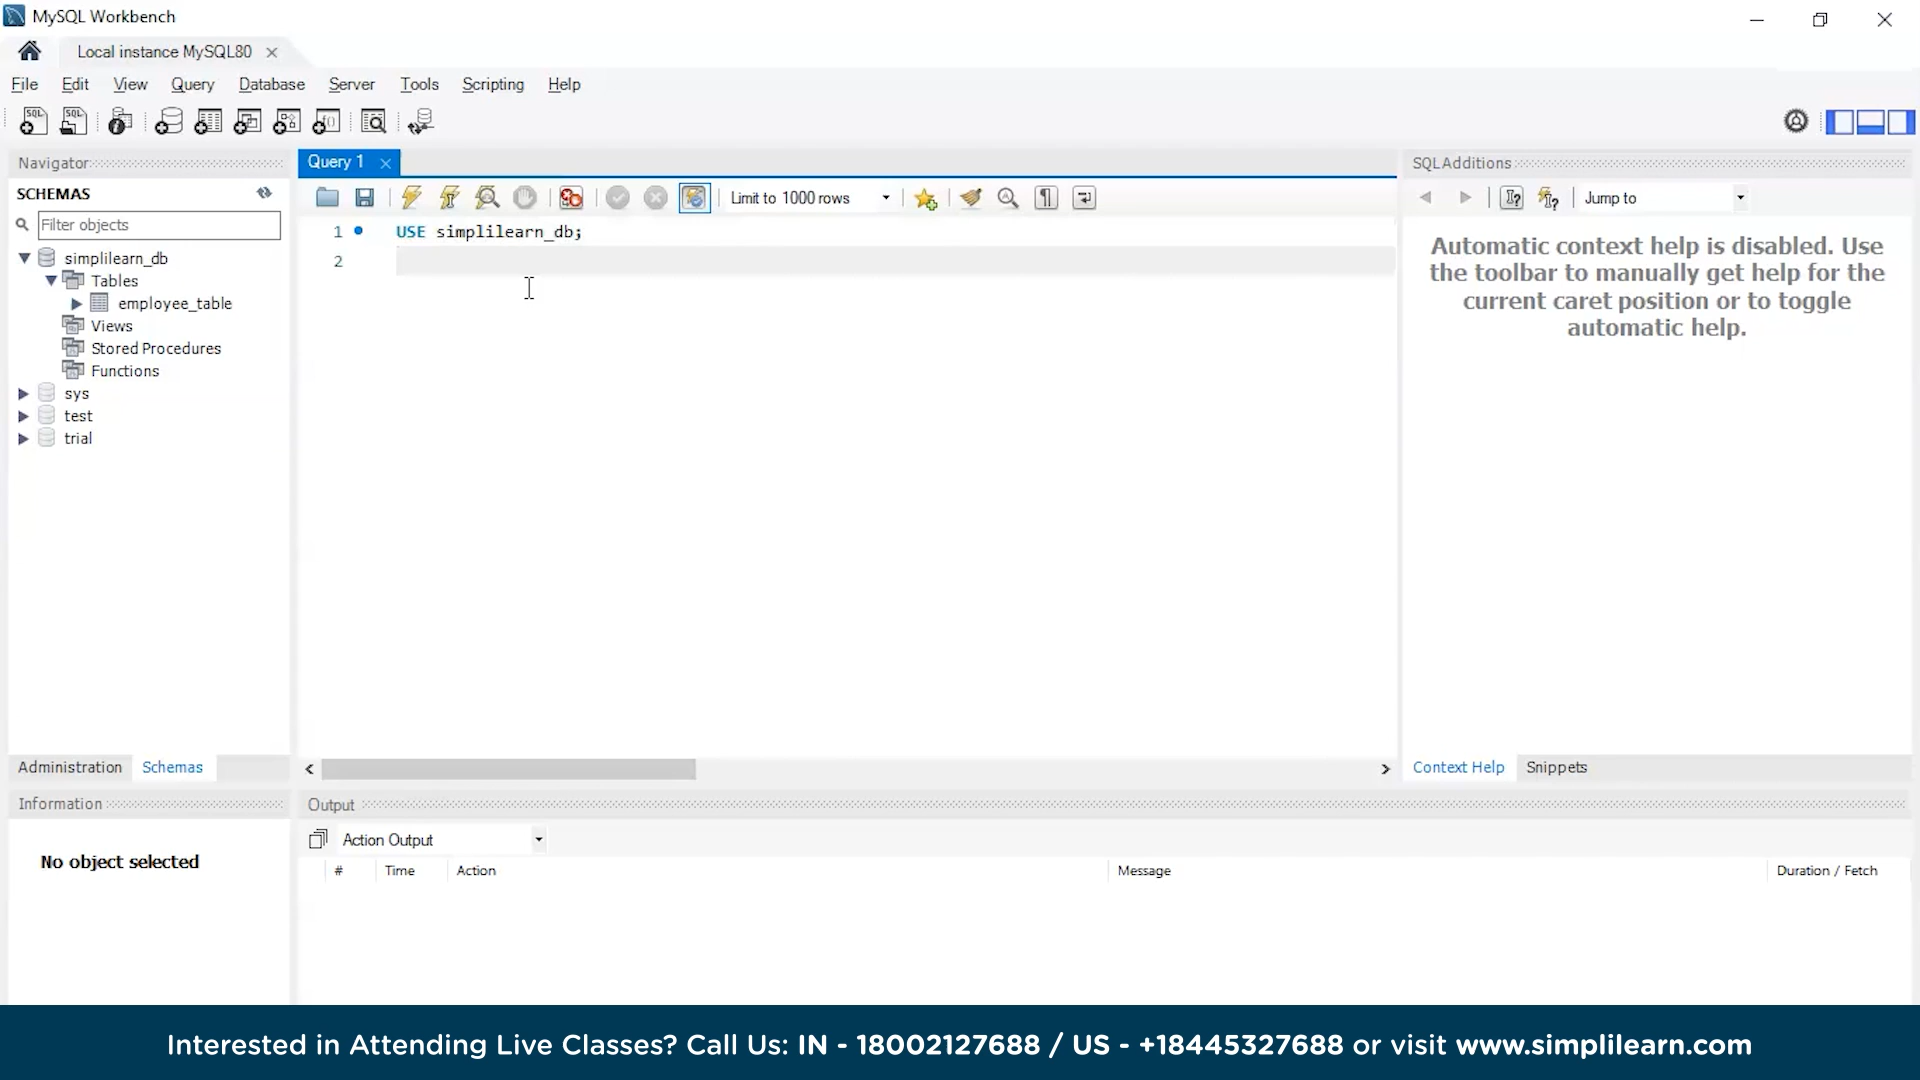 MySQL Workbench
Local instance MySQL80
File Edit View Query Database Server Tools Scripting Help
Navigator
SCHEMAS
Filter objects
simplilearn_db
Tables
employee_table
Views
Stored Procedures
Functions
sys
test
trial
Administration Schemas
Information
No object selected
Query 1
Limit to 1000 rows
1 USE simplilearn_db;
2
SQLAdditions
Jump to
Automatic context help is disabled. Use
the toolbar to manually get help for the
current caret position or to toggle
automatic help.
Context Help Snippets
Output
Action Output
# Time Action Message Duration / Fetch
Interested in Attending Live Classes? Call Us: IN - 18002127688 / US - +18445327688 or visit www.simplilearn.com